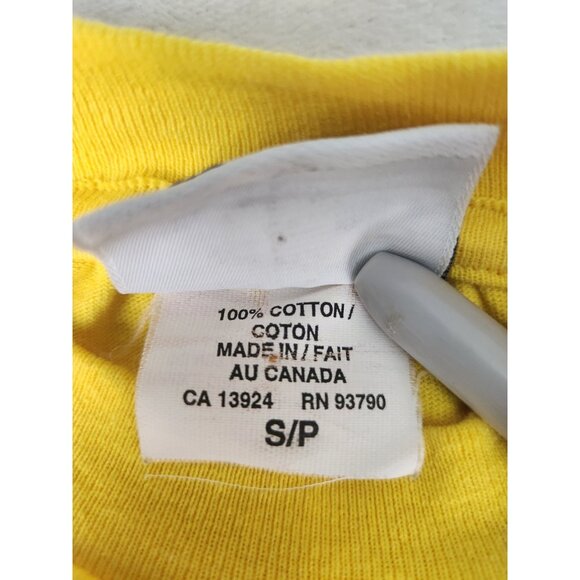 100% COTTON /
COTON
MADE IN / FAIT
AU CANADA
CA 13924 RN 93790
S/P